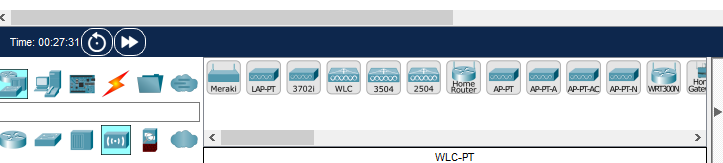 Time: 00:27:31
Meraki LAP-PT 3702i WLC 3504 2504 Home Router AP-PT AP-PT-A AP-PT-AC AP-PT-N WRT300N
WLC-PT